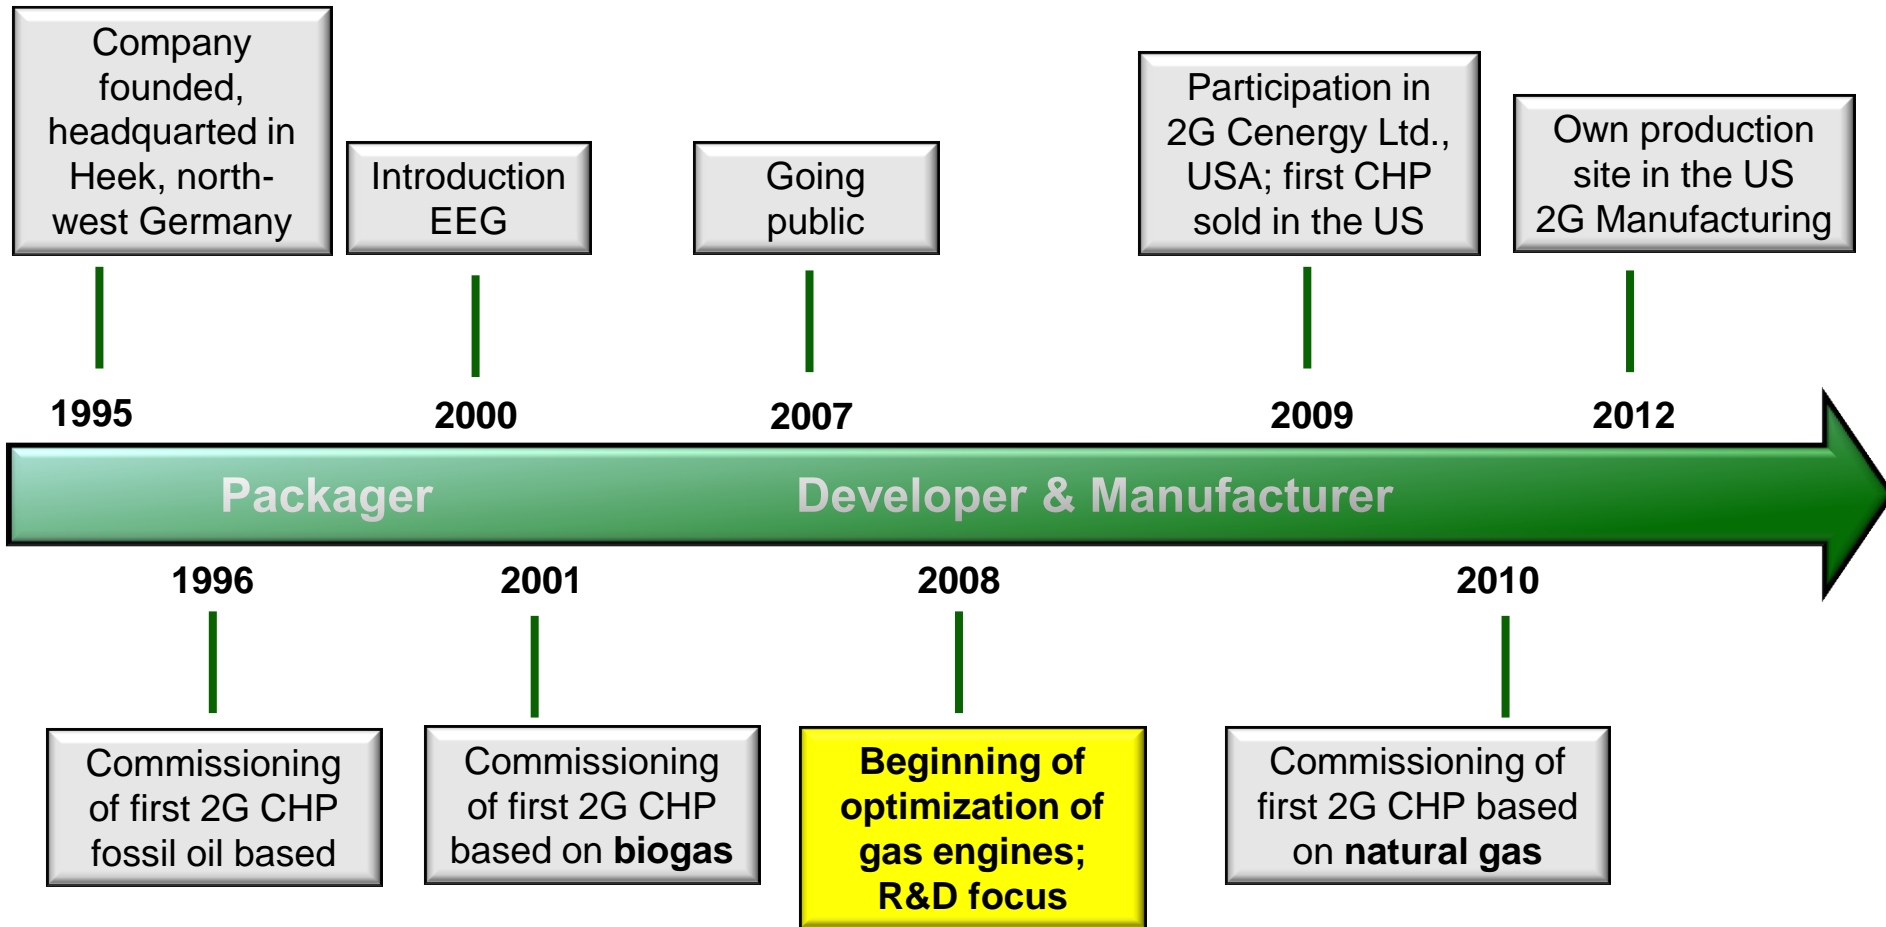 Company
founded,
headquarted in
Heek, north-
west Germany
Introduction
EEG
Going
public
Participation in
2G Cenergy Ltd.,
USA; first CHP
sold in the US
Own production
site in the US
2G Manufacturing
1995
2000
2007
2009
2012
Packager
Developer & Manufacturer
1996
2001
2008
2010
Commissioning
of first 2G CHP
fossil oil based
Commissioning
of first 2G CHP
based on biogas
Beginning of
optimization of
gas engines;
R&D focus
Commissioning of
first 2G CHP based
on natural gas